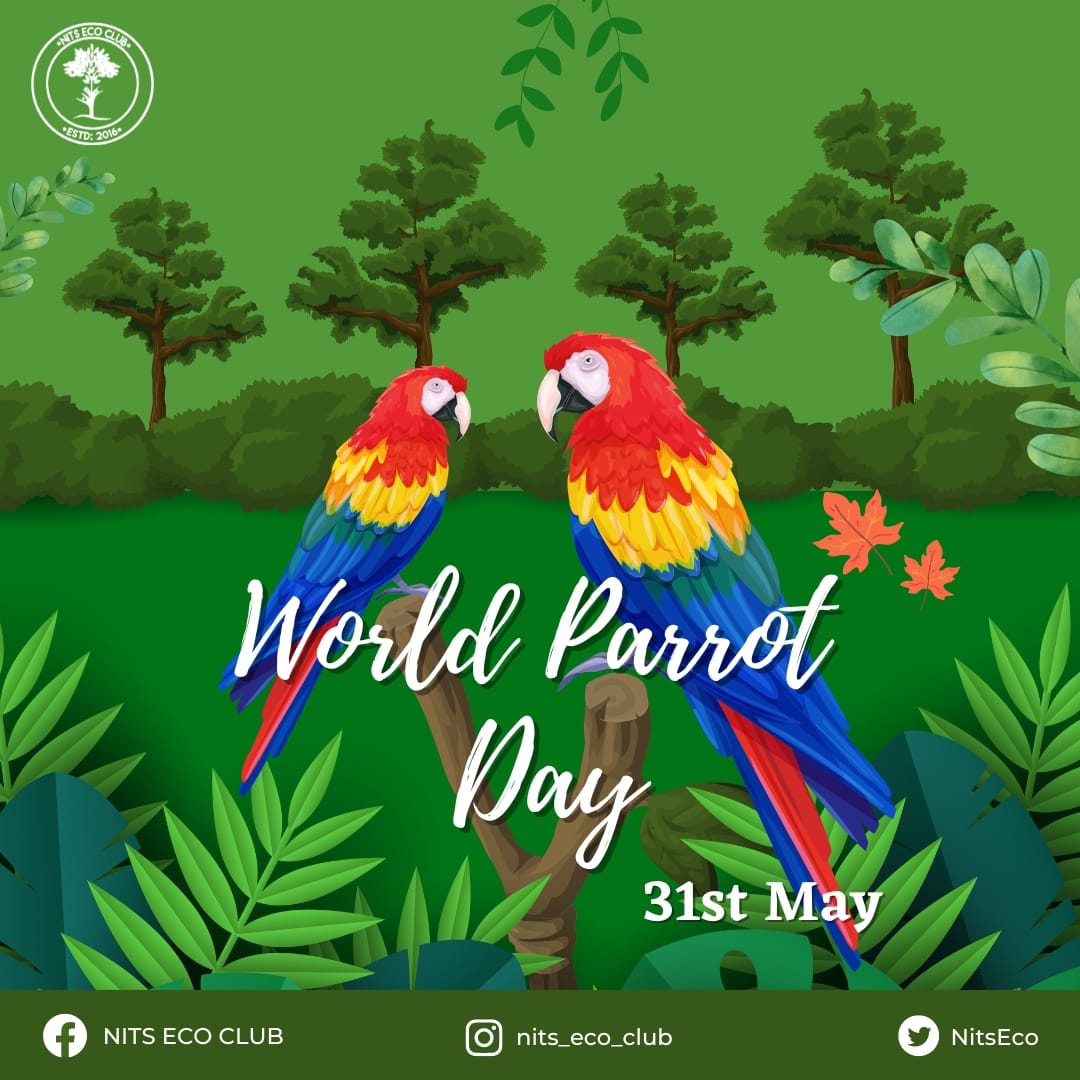 •NITS ECO CLUB•
•ESTD: 2016•
World Parrot
Day
31st May
NITS ECO CLUB
nits_eco_club
NitsEco